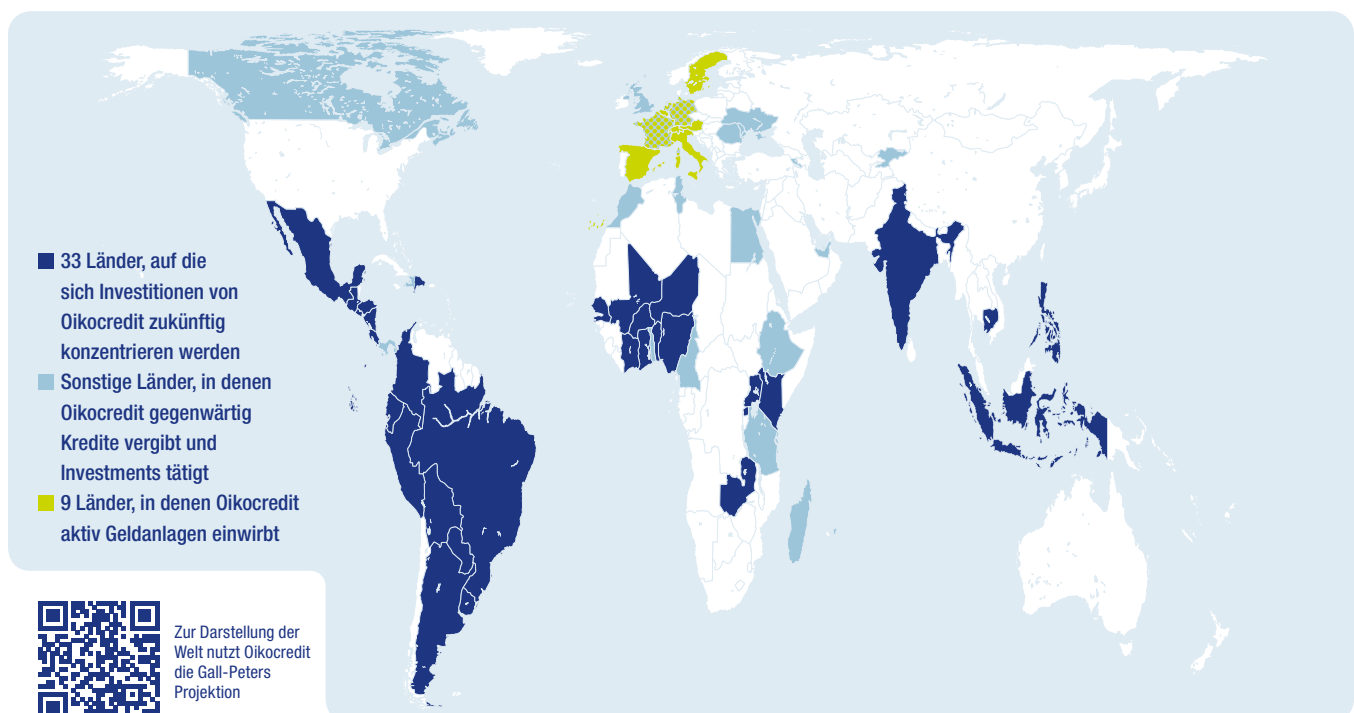 33 Länder, auf die
sich Investitionen von
Oikocredit zukünftig
konzentrieren werden
Sonstige Länder, in denen
Oikocredit gegenwärtig
Kredite vergibt und
Investments tätigt
9 Länder, in denen Oikocredit
aktiv Geldanlagen einwirbt
Zur Darstellung der
Welt nutzt Oikocredit
die Gall-Peters
Projektion